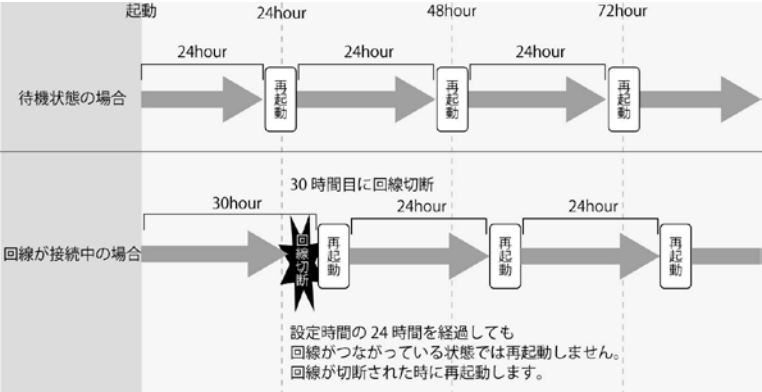 起動
24hour
48hour
72hour
24hour
24hour
24hour
待機状態の場合
再起動
再起動
再起動
30時間目に回線切断
30hour
24hour
24hour
回線が接続中の場合
回線切断
再起動
再起動
再起動
設定時間の24時間を経過しても
回線がつながっている状態では再起動しません。
回線が切断された時に再起動します。